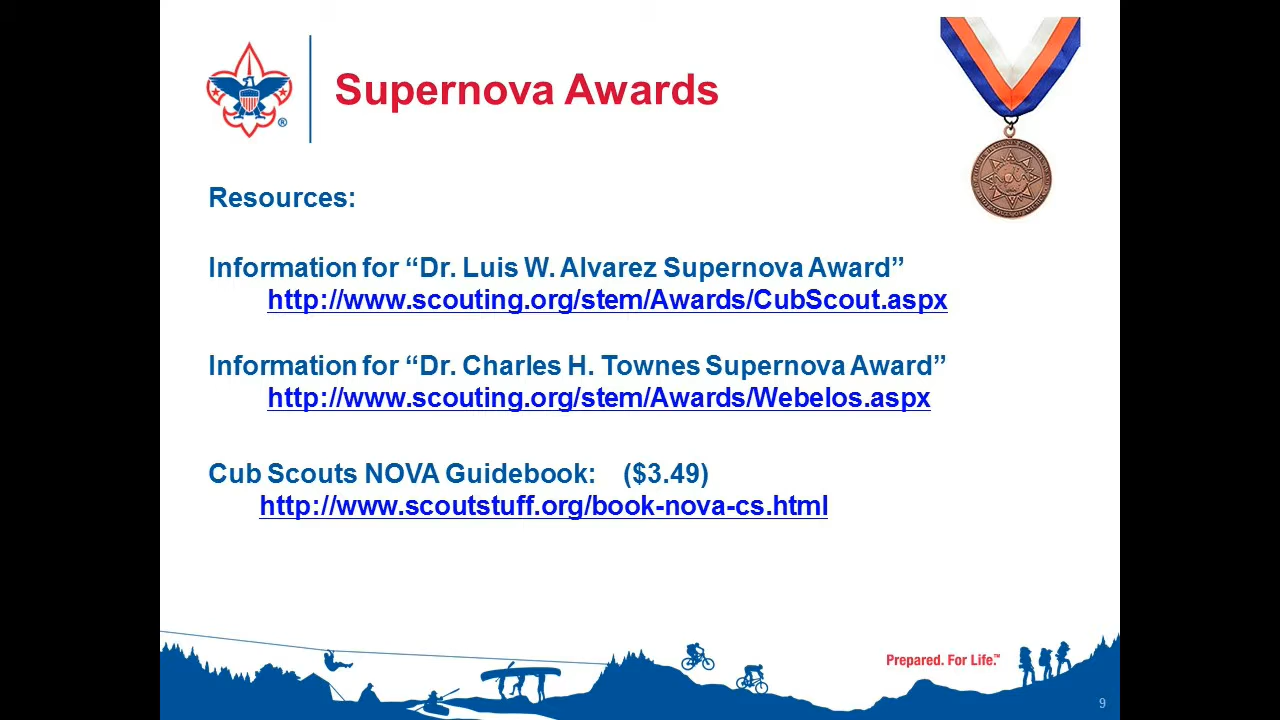 Supernova Awards
Resources:
Information for “Dr. Luis W. Alvarez Supernova Award”
http://www.scouting.org/stem/Awards/CubScout.aspx
Information for “Dr. Charles H. Townes Supernova Award”
http://www.scouting.org/stem/Awards/Webelos.aspx
Cub Scouts NOVA Guidebook: ($3.49)
http://www.scoutstuff.org/book-nova-cs.html
Prepared. For Life.™
9